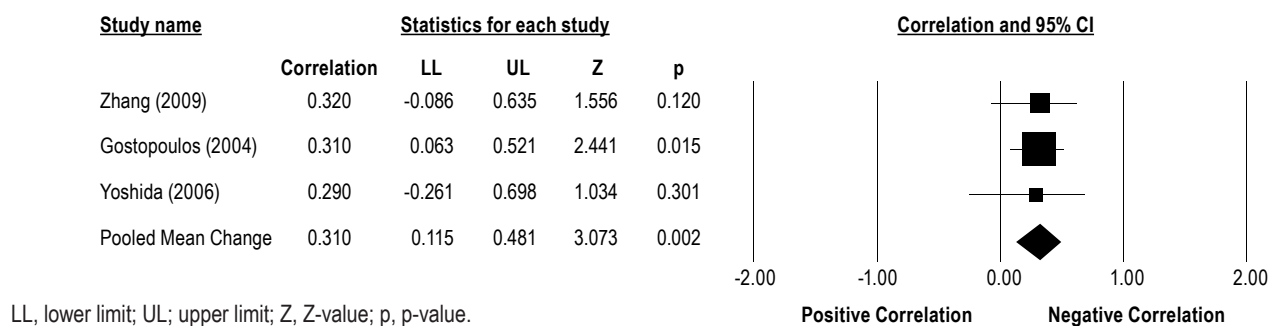 Study name Statistics for each study Correlation and 95% CI
Correlation LL UL Z p
Zhang (2009) 0.320 -0.086 0.635 1.556 0.120
Gostopoulos (2004) 0.310 0.063 0.521 2.441 0.015
Yoshida (2006) 0.290 -0.261 0.698 1.034 0.301
Pooled Mean Change 0.310 0.115 0.481 3.073 0.002
-2.00 -1.00 0.00 1.00 2.00
Positive Correlation Negative Correlation
LL, lower limit; UL; upper limit; Z, Z-value; p, p-value.